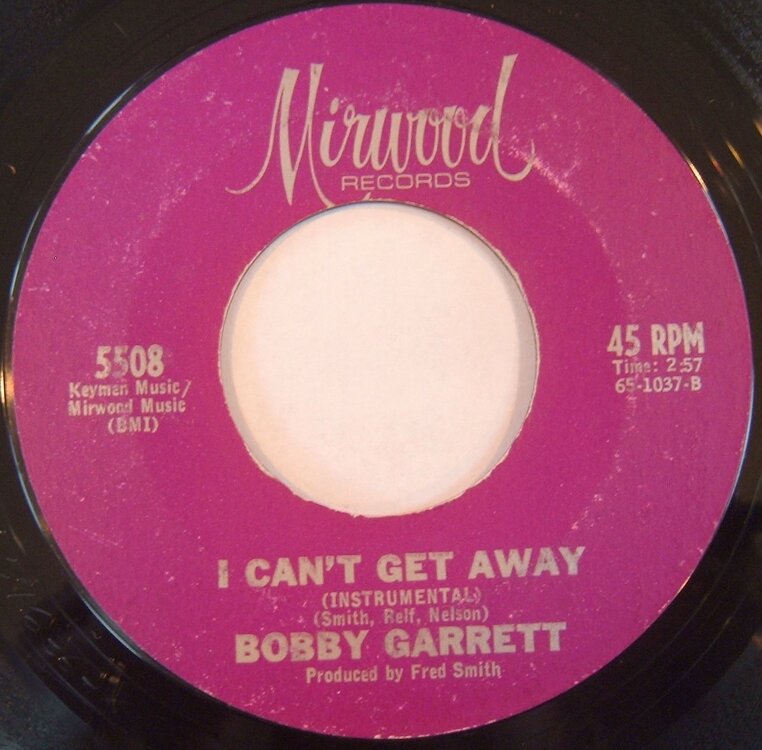 Mirwood
RECORDS
5508
Keymen Music/
Mirwood Music
(BMI)
45 RPM
Time: 2:57
65-1037-B
I CAN'T GET AWAY
(INSTRUMENTAL)
(Smith, Relf, Nelson)
BOBBY GARRETT
Produced by Fred Smith